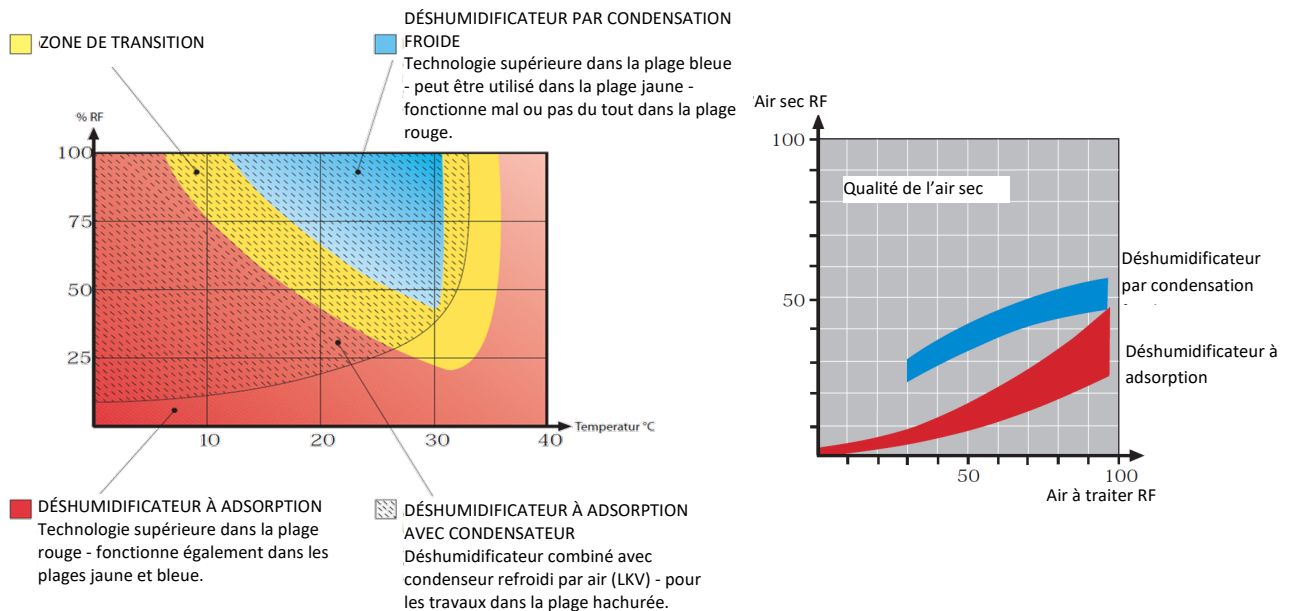 DÉSHUMIDIFICATEUR PAR CONDENSATION
FROIDE
Technologie supérieure dans la plage bleue
- peut être utilisé dans la plage jaune -
fonctionne mal ou pas du tout dans la plage
rouge.
ZONE DE TRANSITION
% RF
100
75
50
25
10
20
30
40
Temperatur °C
DÉSHUMIDIFICATEUR À ADSORPTION
Technologie supérieure dans la plage
rouge - fonctionne également dans les
plages jaune et bleue.
DÉSHUMIDIFICATEUR À ADSORPTION
AVEC CONDENSATEUR
Déshumidificateur combiné avec
condenseur refroidi par air (LKV) - pour
les travaux dans la plage hachurée.
Air sec RF
100
50
Qualité de l’air sec
Déshumidificateur
par condensation
Déshumidificateur à
adsorption
50
100
Air à traiter RF